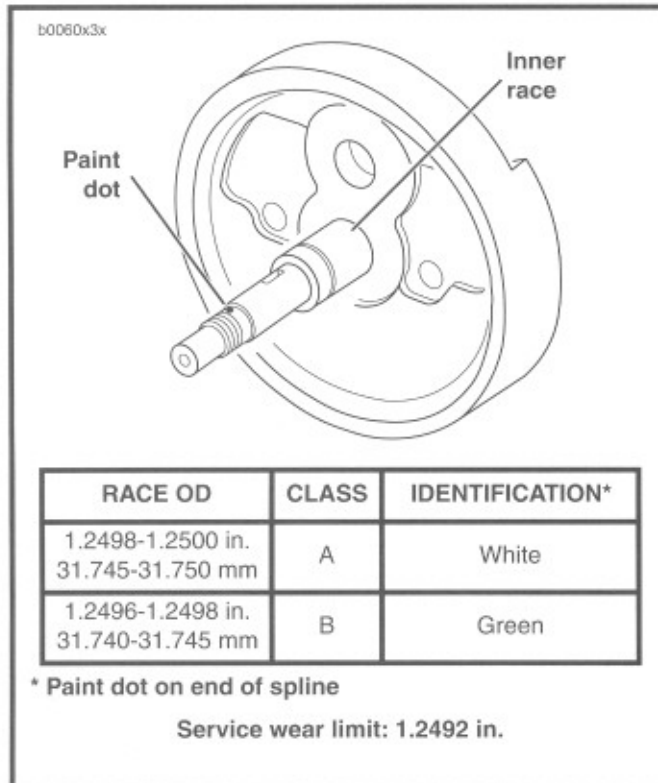 b0060x3x
Inner
race
Paint
dot
RACE OD CLASS IDENTIFICATION*
1.2498-1.2500 in.
31.745-31.750 mm
A White
1.2496-1.2498 in.
31.740-31.745 mm
B Green
* Paint dot on end of spline
Service wear limit: 1.2492 in.